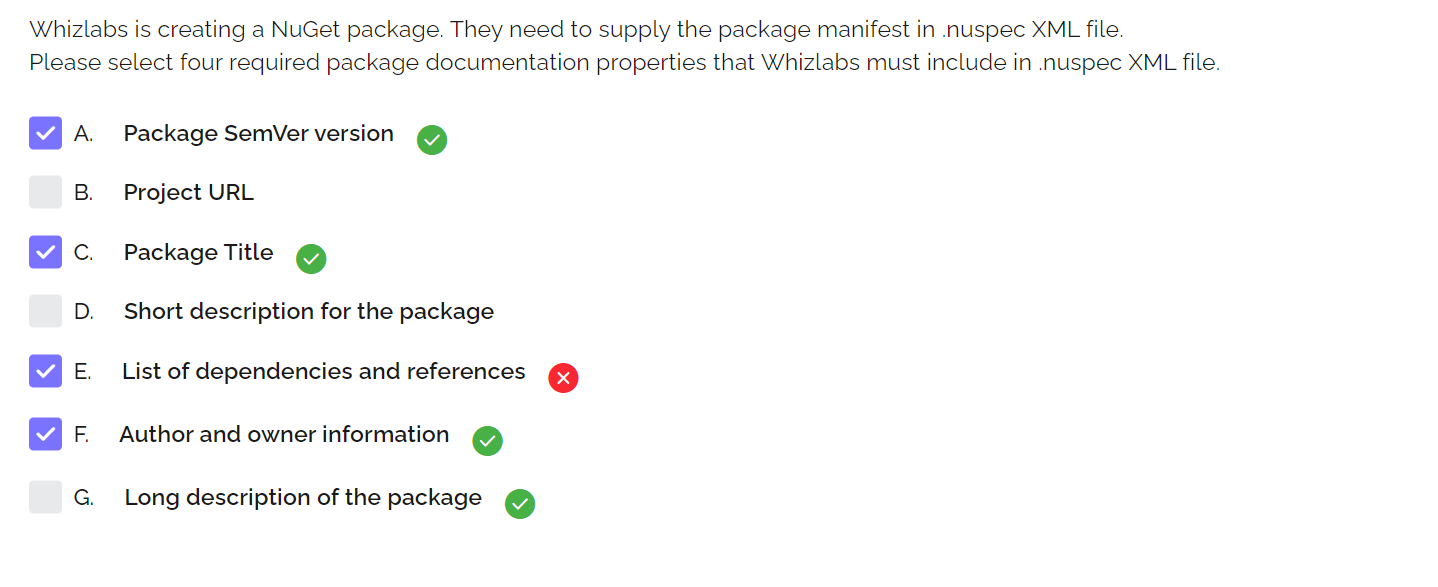 Whizlabs is creating a NuGet package. They need to supply the package manifest in .nuspec XML file.
Please select four required package documentation properties that Whizlabs must include in .nuspec XML file.
A. Package SemVer version
B. Project URL
C. Package Title
D. Short description for the package
E. List of dependencies and references
F. Author and owner information
G. Long description of the package